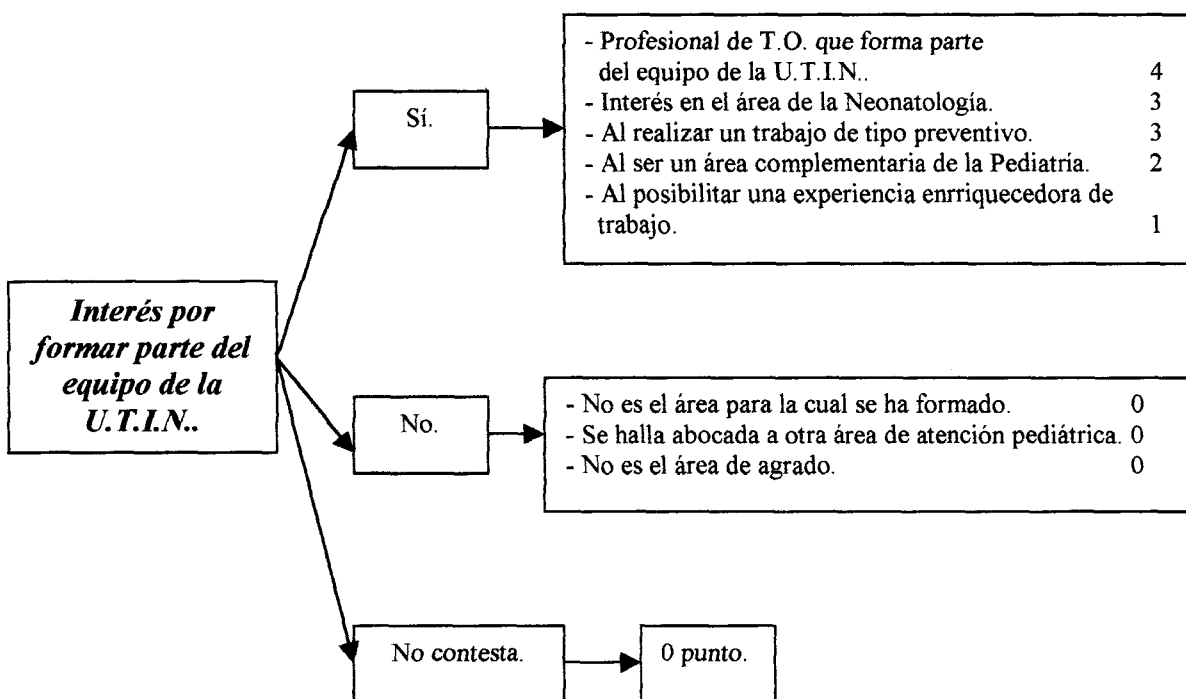 - Profesional de T.O. que forma parte
del equipo de la U.T.I.N.. 4
- Interés en el área de la Neonatología. 3
- Al realizar un trabajo de tipo preventivo. 3
- Al ser un área complementaria de la Pediatría. 2
- Al posibilitar una experiencia enrriquecedora de
trabajo. 1
Sí.
Interés por
formar parte del
equipo de la
U.T.I.N..
No.
- No es el área para la cual se ha formado. 0
- Se halla abocada a otra área de atención pediátrica. 0
- No es el área de agrado. 0
No contesta.
0 punto.